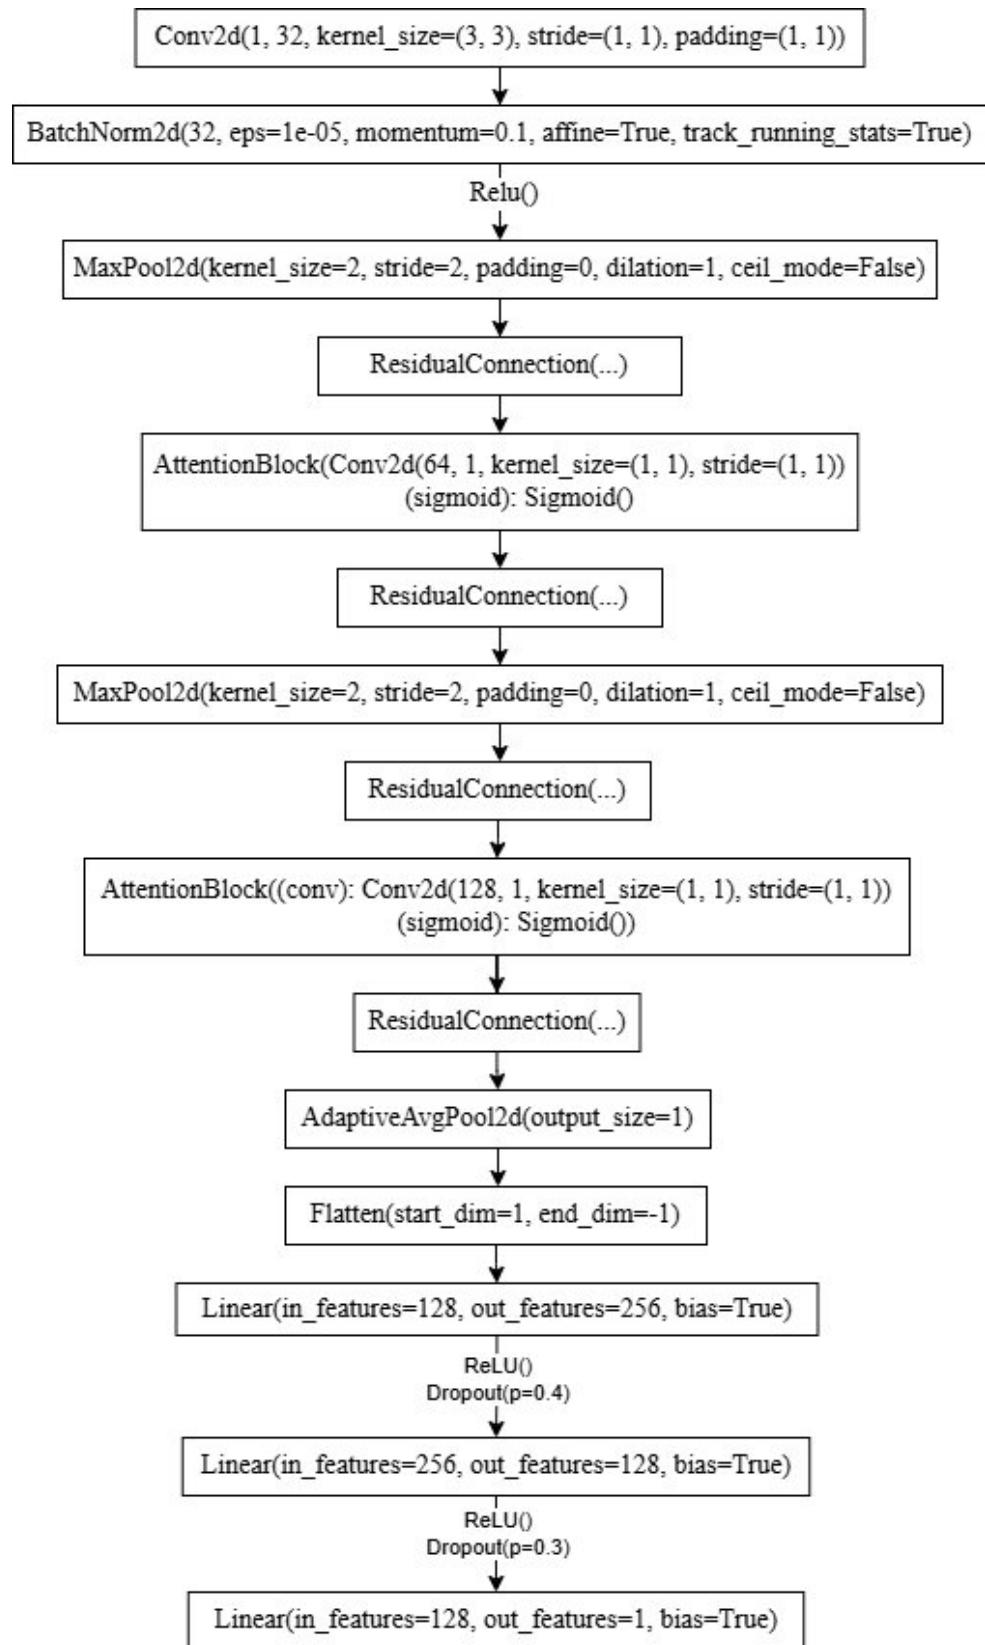 Conv2d(1, 32, kernel_size=(3, 3), stride=(1, 1), padding=(1, 1))
BatchNorm2d(32, eps=1e-05, momentum=0.1, affine=True, track_running_stats=True)
Relu()
MaxPool2d(kernel_size=2, stride=2, padding=0, dilation=1, ceil_mode=False)
ResidualConnection(...)
AttentionBlock(Conv2d(64, 1, kernel_size=(1, 1), stride=(1, 1))
(sigmoid): Sigmoid()
ResidualConnection(...)
MaxPool2d(kernel_size=2, stride=2, padding=0, dilation=1, ceil_mode=False)
ResidualConnection(...)
AttentionBlock((conv): Conv2d(128, 1, kernel_size=(1, 1), stride=(1, 1))
(sigmoid): Sigmoid())
ResidualConnection(...)
AdaptiveAvgPool2d(output_size=1)
Flatten(start_dim=1, end_dim=-1)
Linear(in_features=128, out_features=256, bias=True)
ReLU()
Dropout(p=0.4)
Linear(in_features=256, out_features=128, bias=True)
ReLU()
Dropout(p=0.3)
Linear(in_features=128, out_features=1, bias=True)